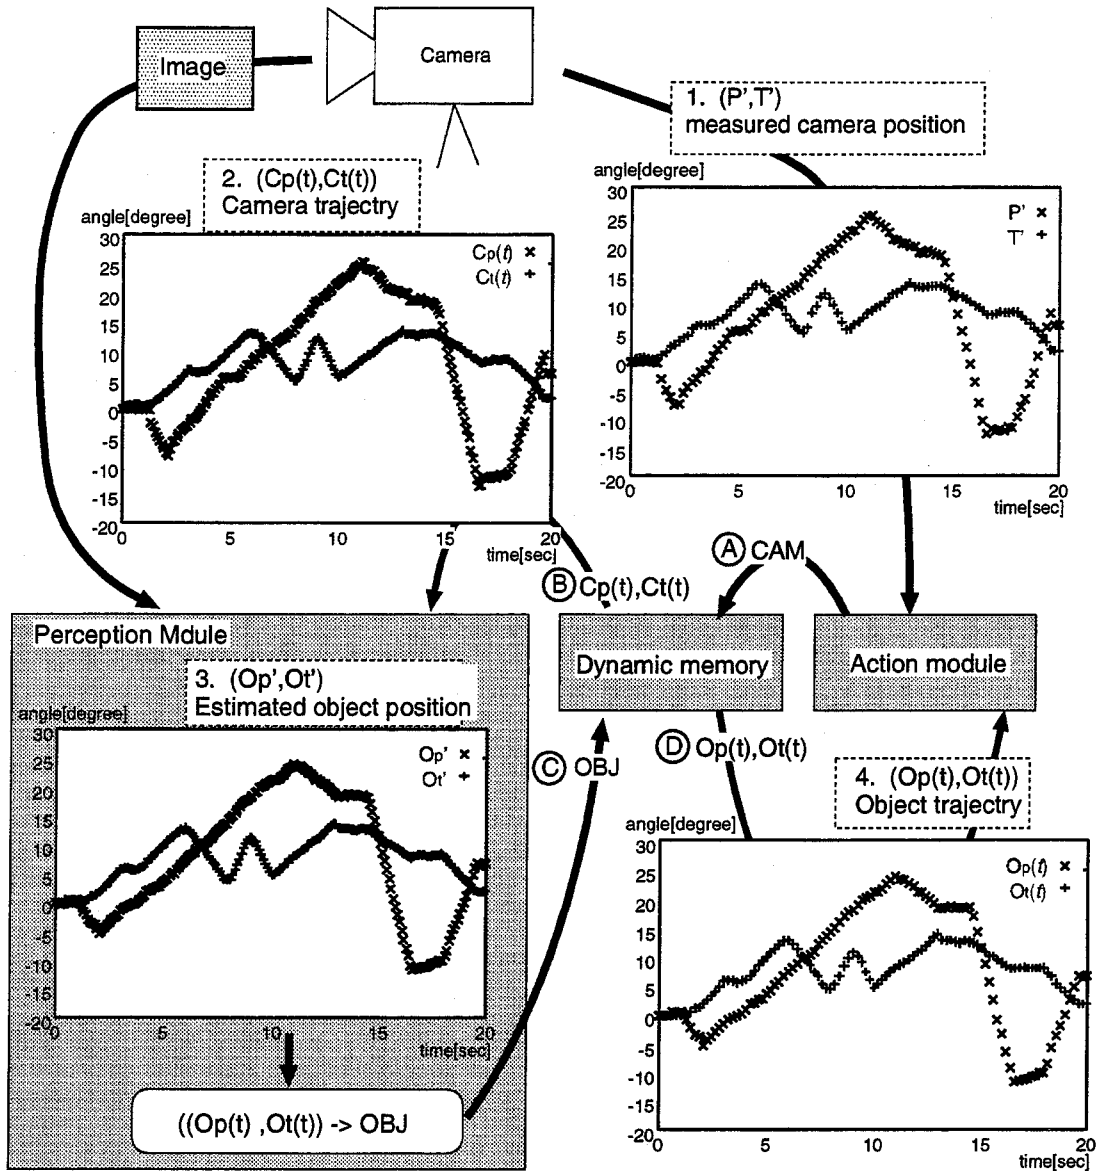 Image
Camera
1. (P',T')
measured camera position
2. (Cp(t),Ct(t))
Camera trajectry
angle[degree]
30
25
20
15
10
5
0
-5
-10
-15
-20
Cp(t) ×
Ct(t) +
0 5 10 15 20
time[sec]
angle[degree]
30
25
20
15
10
5
0
-5
-10
-15
-20
P' ×
T' +
0 5 10 15 20
time[sec]
A CAM
B Cp(t),Ct(t)
Perception Mdule
Dynamic memory
Action module
3. (Op',Ot')
Estimated object position
angle[degree]
30
25
20
15
10
5
0
-5
-10
-15
-20
Op' ×
Ot' +
0 5 10 15 20
time[sec]
C OBJ
D Op(t),Ot(t)
4. (Op(t),Ot(t))
Object trajectry
angle[degree]
30
25
20
15
10
5
0
-5
-10
-15
-20
Op(t) ×
Ot(t) +
0 5 10 15 20
time[sec]
((Op(t) ,Ot(t)) -> OBJ